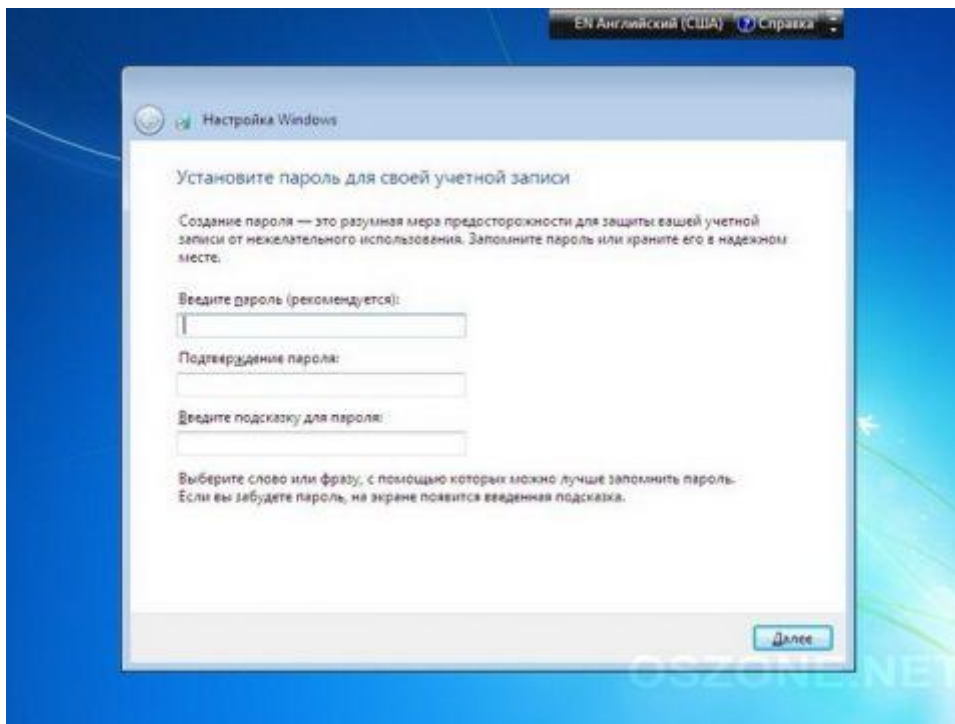 EN Английский (США) Справка
Настройка Windows
Установите пароль для своей учетной записи
Создание пароля — это разумная мера предосторожности для защиты вашей учетной
записи от нежелательного использования. Запомните пароль или храните его в надежном
месте.
Введите пароль (рекомендуется):
Подтверждение пароля:
Введите подсказку для пароля:
Выберите слово или фразу, с помощью которых можно лучше запомнить пароль.
Если вы забудете пароль, на экране появится введенная подсказка.
Далее
OSZONE.NET